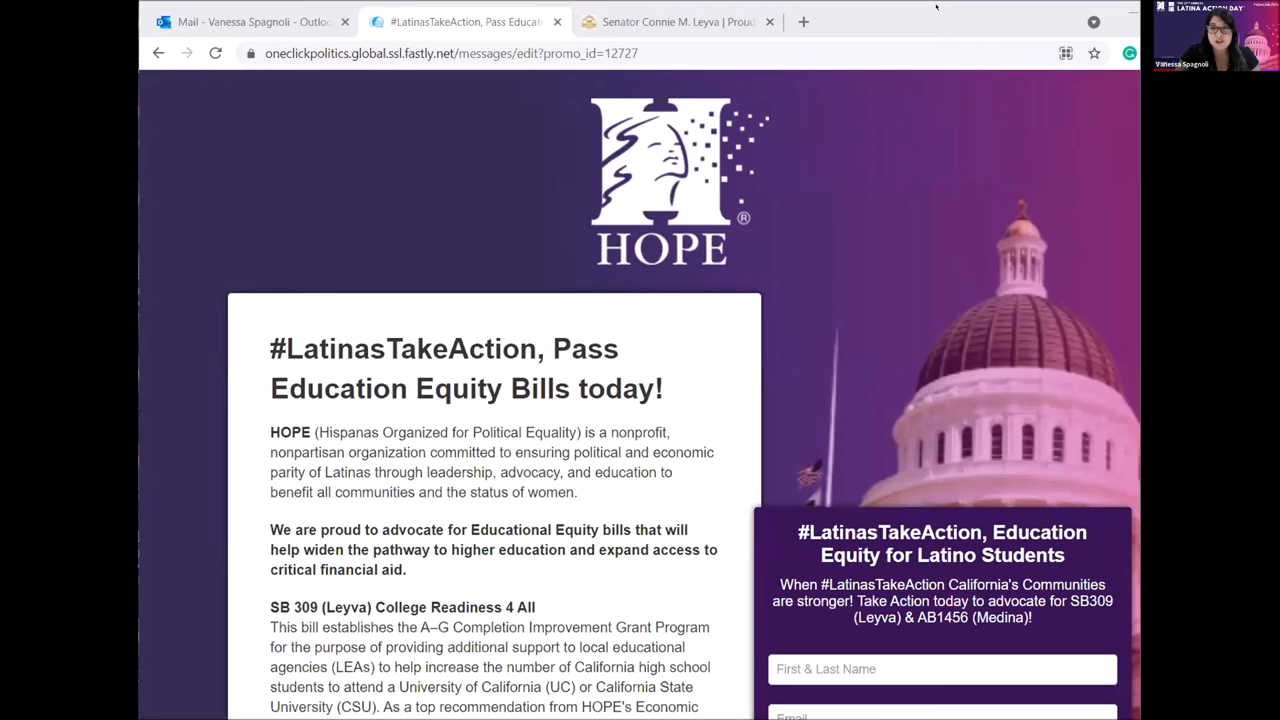 Mail - Vanessa Spagnoli - Outloo
#LatinasTakeAction, Pass Educati
Senator Connie M. Leyva | Proud
oneclickpolitics.global.ssl.fastly.net/messages/edit?promo_id=12727
LATINA ACTION DAY
Vanessa Spagnoli
®
HOPE
#LatinasTakeAction, Pass
Education Equity Bills today!
HOPE (Hispanas Organized for Political Equality) is a nonprofit,
nonpartisan organization committed to ensuring political and economic
parity of Latinas through leadership, advocacy, and education to
benefit all communities and the status of women.
We are proud to advocate for Educational Equity bills that will
help widen the pathway to higher education and expand access to
critical financial aid.
SB 309 (Leyva) College Readiness 4 All
This bill establishes the A–G Completion Improvement Grant Program
for the purpose of providing additional support to local educational
agencies (LEAs) to help increase the number of California high school
students to attend a University of California (UC) or California State
University (CSU). As a top recommendation from HOPE's Economic
#LatinasTakeAction, Education
Equity for Latino Students
When #LatinasTakeAction California's Communities
are stronger! Take Action today to advocate for SB309
(Leyva) & AB1456 (Medina)!
First & Last Name
Email